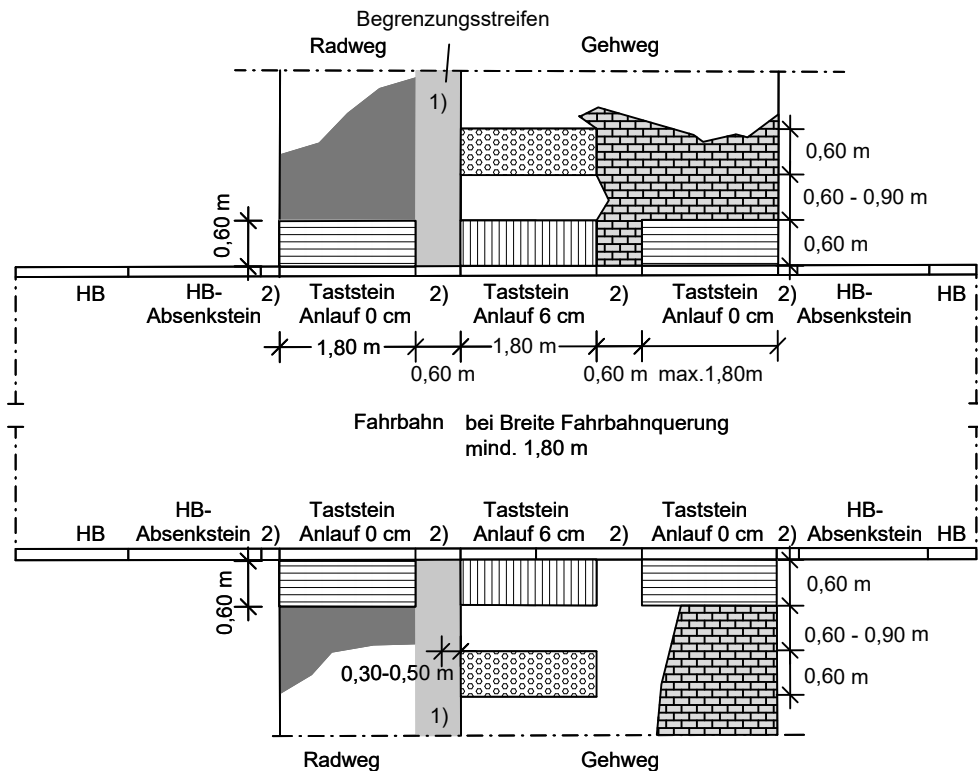 Begrenzungsstreifen
Radweg
Gehweg
1)
0,60 m
0,60 - 0,90 m
0,60 m
0,60 m
HB
HB-
Absenkstein
2)
Taststein
Anlauf 0 cm
2)
Taststein
Anlauf 6 cm
2)
Taststein
Anlauf 0 cm
2)
HB-
Absenkstein
HB
1,80 m
0,60 m
1,80 m
0,60 m
max.1,80m
Fahrbahn
bei Breite Fahrbahnquerung
mind. 1,80 m
HB
HB-
Absenkstein
2)
Taststein
Anlauf 0 cm
2)
Taststein
Anlauf 6 cm
2)
Taststein
Anlauf 0 cm
2)
HB-
Absenkstein
HB
0,60 m
0,60 m
0,60 - 0,90 m
0,30-0,50 m
0,60 m
1)
Radweg
Gehweg